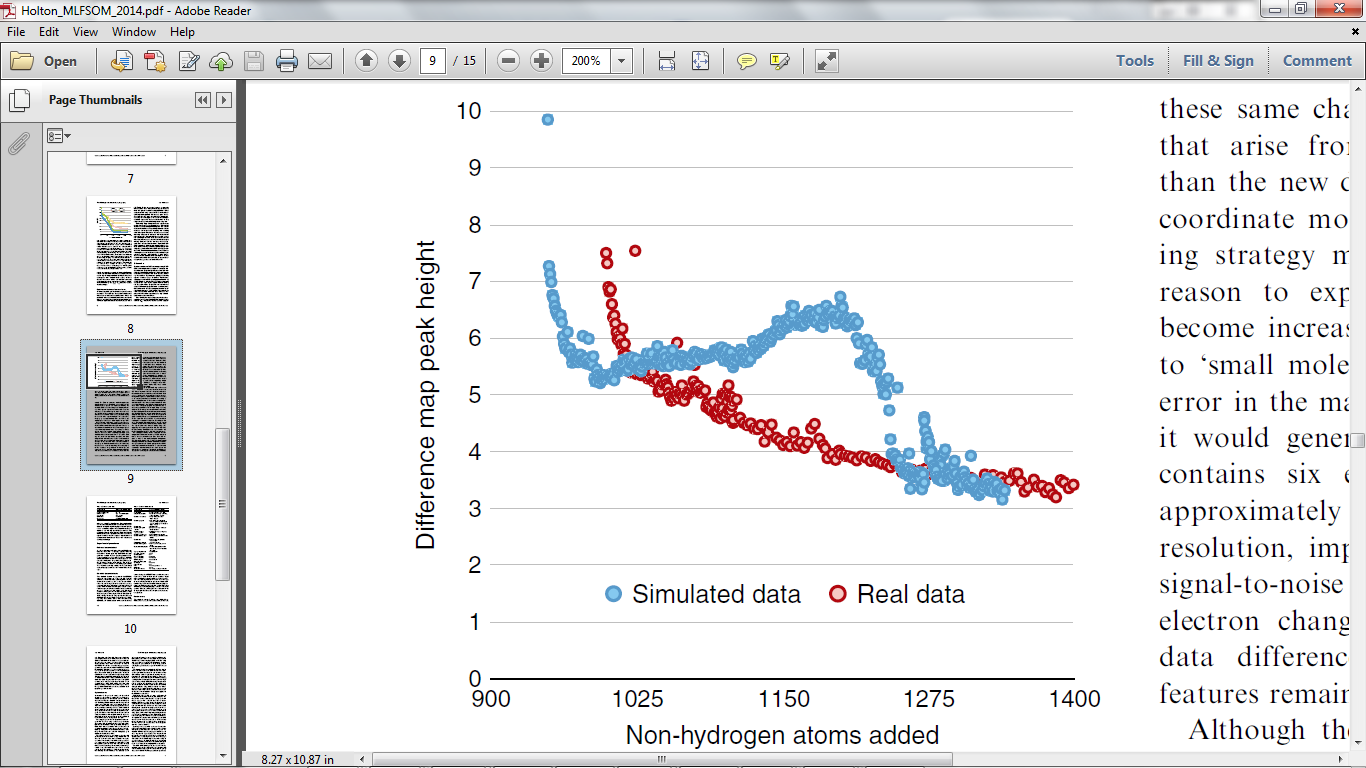 Holton_MLFSOM_2014.pdf - Adobe Reader
File Edit View Window Help
Open 9 / 15 200% Tools Fill & Sign Comment
Page Thumbnails
7
8
9
10
10
9
8
7
6
5
4
3
2
1
0
Difference map peak height
Simulated data Real data
900 1025 1150 1275 1400
Non-hydrogen atoms added
these same cha
that arise fro
than the new
coordinate mo
ing strategy m
reason to exp
become increas
to ‘small mole
error in the ma
it would gener
contains six
approximately
resolution, imp
signal-to-noise
electron chang
data differenc
features remain
Although the
8.27 x 10.87 in